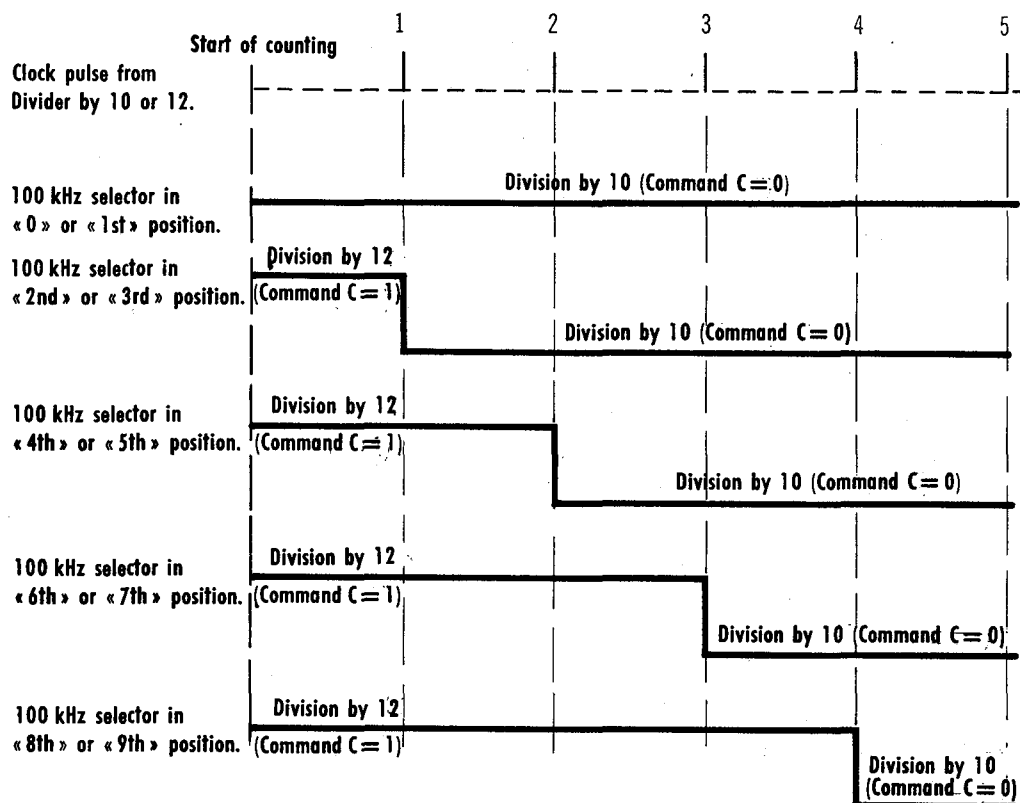 1 2 3 4 5
Start of counting
Clock pulse from
Divider by 10 or 12.
Division by 10 (Command C=0)
100 kHz selector in
« 0 » or « 1st » position.
Division by 12
100 kHz selector in
« 2nd » or « 3rd » position.
(Command C=1)
Division by 10 (Command C=0)
Division by 12
100 kHz selector in
« 4th » or « 5th » position.
(Command C=1)
Division by 10 (Command C=0)
Division by 12
100 kHz selector in
« 6th » or « 7th » position.
(Command C=1)
Division by 10 (Command C=0)
Division by 12
100 kHz selector in
« 8th » or « 9th » position.
(Command C=1)
Division by 10
(Command C=0)